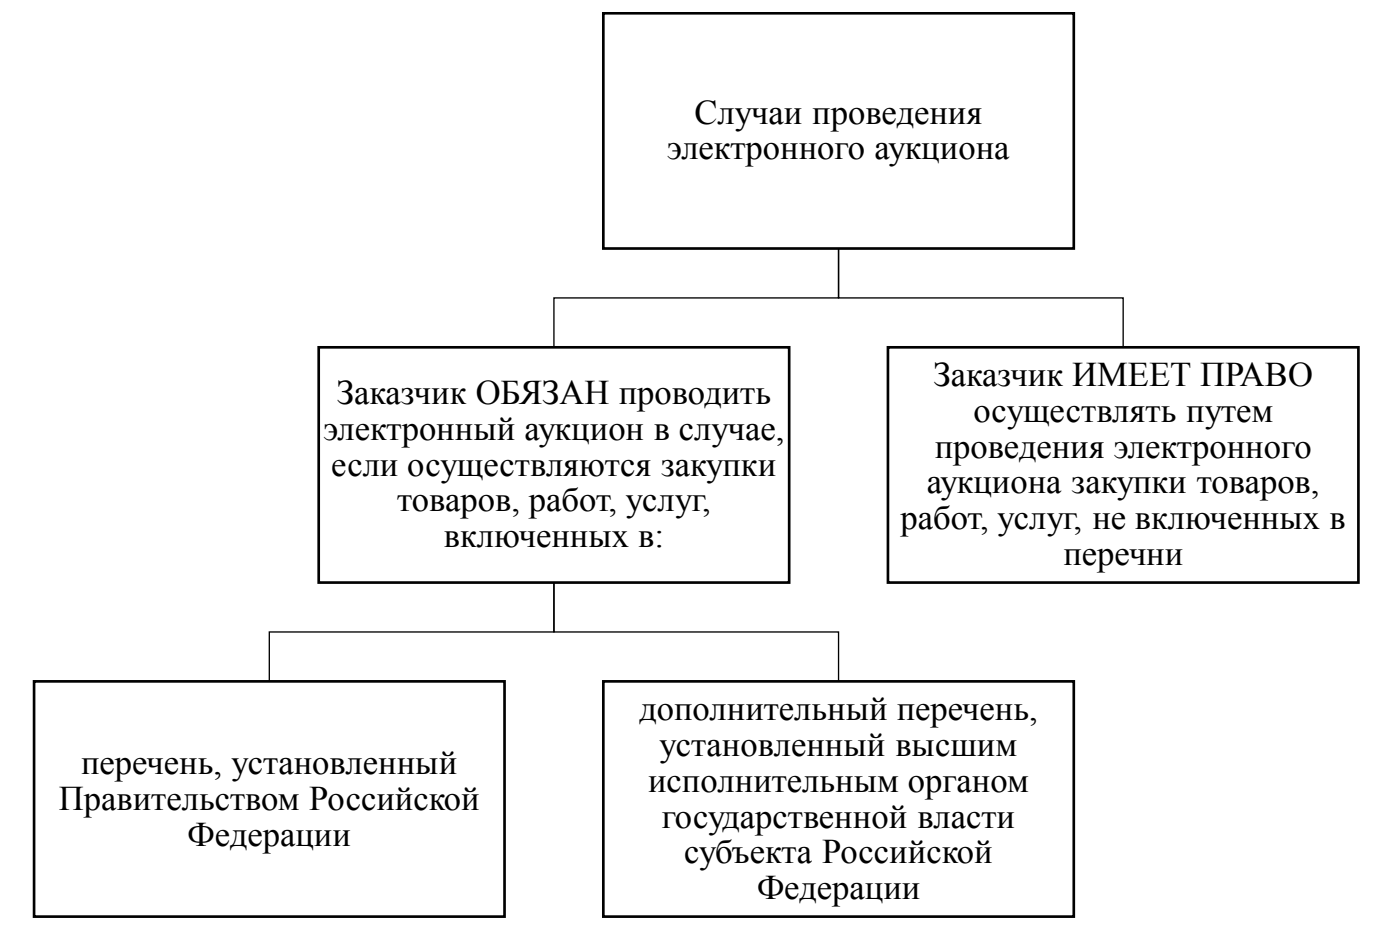 Случаи проведения
электронного аукциона
Заказчик ОБЯЗАН проводить
электронный аукцион в случае,
если осуществляются закупки
товаров, работ, услуг,
включенных в:
Заказчик ИМЕЕТ ПРАВО
осуществлять путем
проведения электронного
аукциона закупки товаров,
работ, услуг, не включенных в
перечни
перечень, установленный
Правительством Российской
Федерации
дополнительный перечень,
установленный высшим
исполнительным органом
государственной власти
субъекта Российской
Федерации